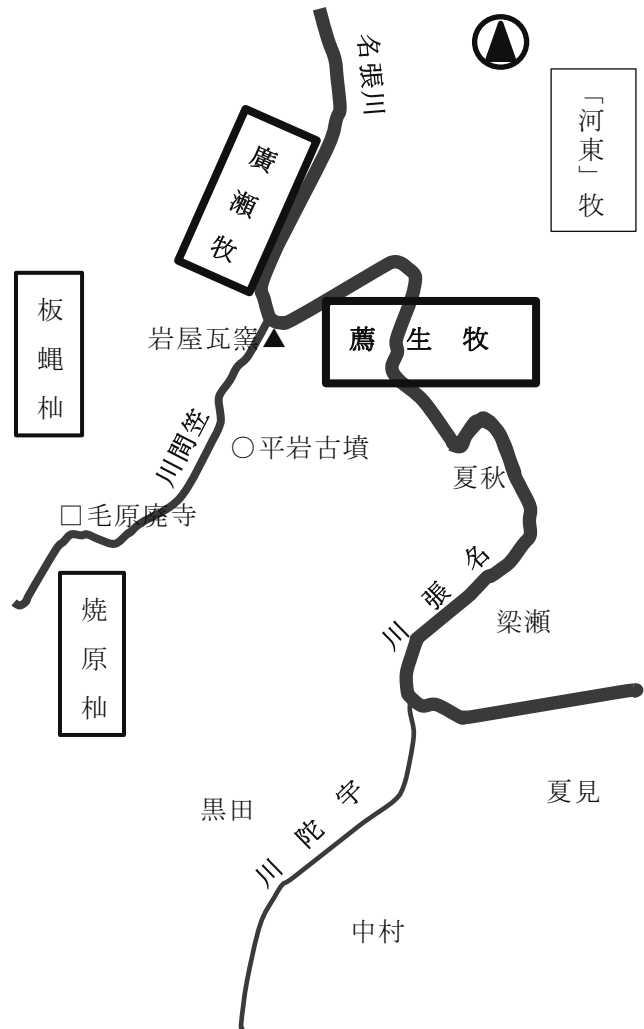 名張川
「河東」牧
廣瀬牧
板蝿杣
岩屋瓦窯▲
薦生牧
笠間川
○平岩古墳
夏秋
□毛原廃寺
名張川
焼原杣
梁瀬
夏見
黒田
宇陀川
中村